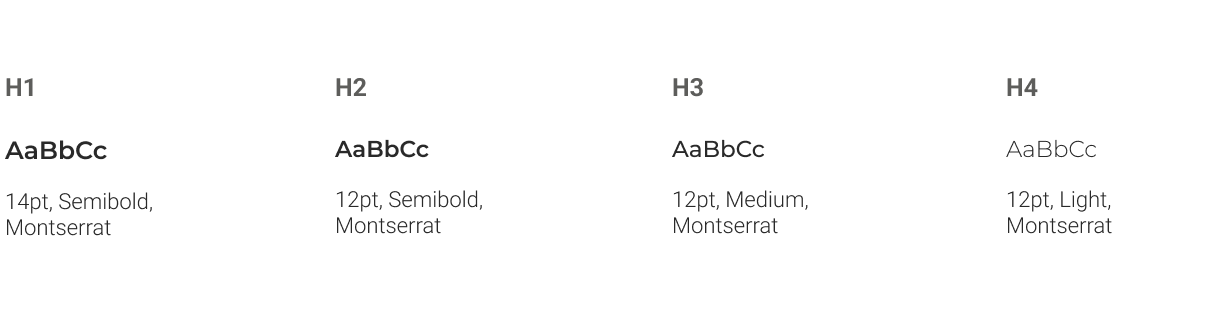 H1
AaBbCc
14pt, Semibold,
Montserrat
H2
AaBbCc
12pt, Semibold,
Montserrat
H3
AaBbCc
12pt, Medium,
Montserrat
H4
AaBbCc
12pt, Light,
Montserrat